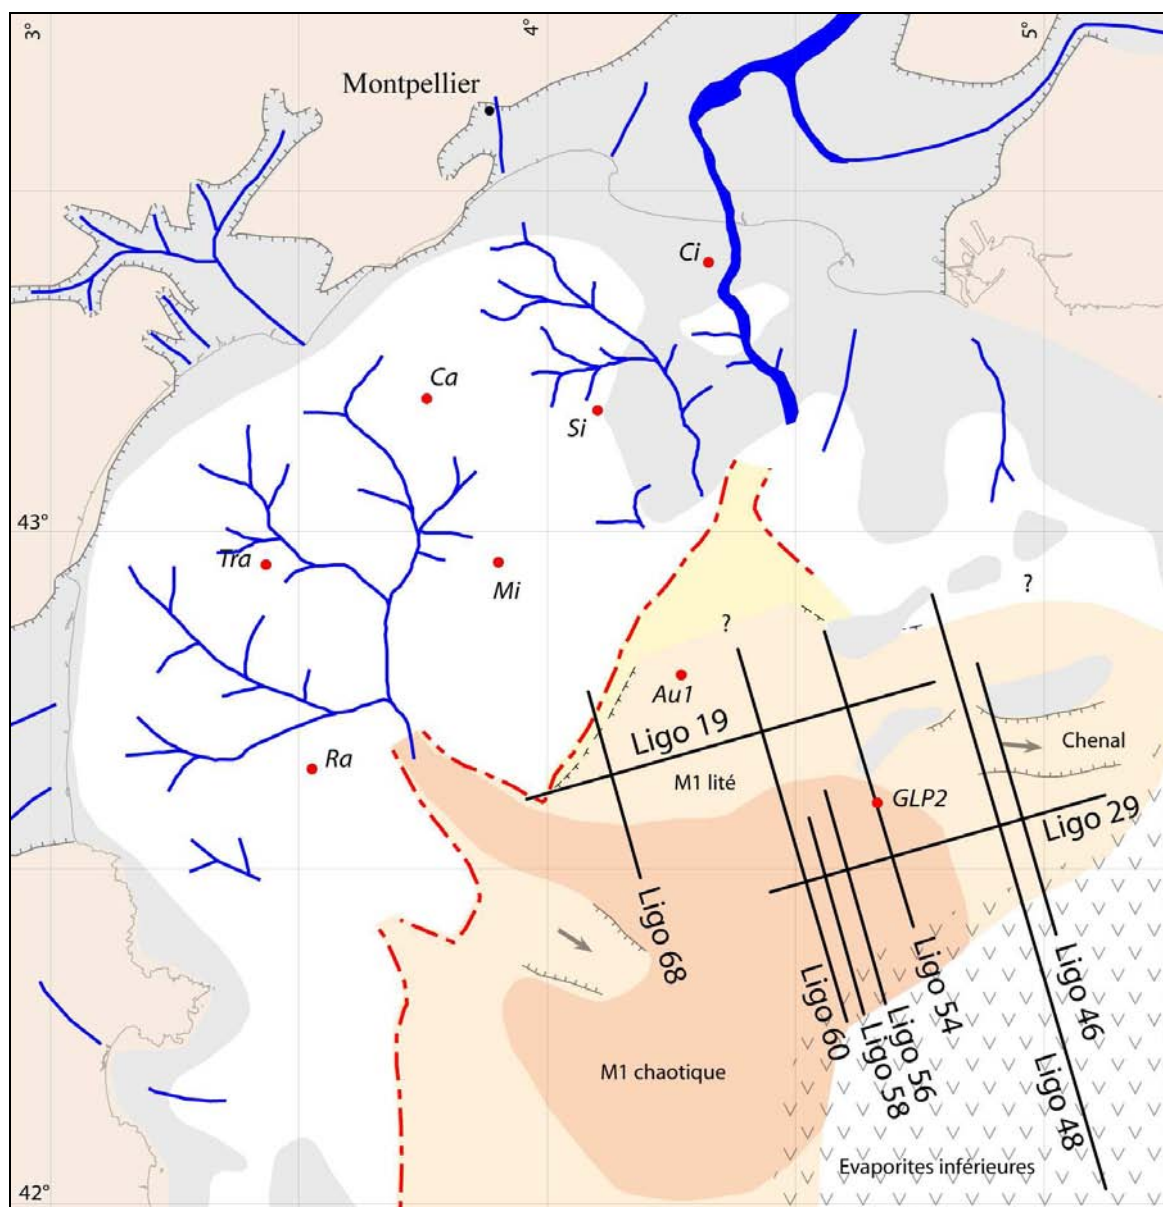 3°
4°
5°
Montpellier
Ci
Ca
Si
43°
Tra
Mi
?
?
Au1
Ligo 19
Chenal
Ra
M1 lité
GLP2
Ligo 29
Ligo 68
Ligo 54
Ligo 46
Ligo 60
Ligo 56
Ligo 58
M1 chaotique
Ligo 48
Evaporites inférieures
42°